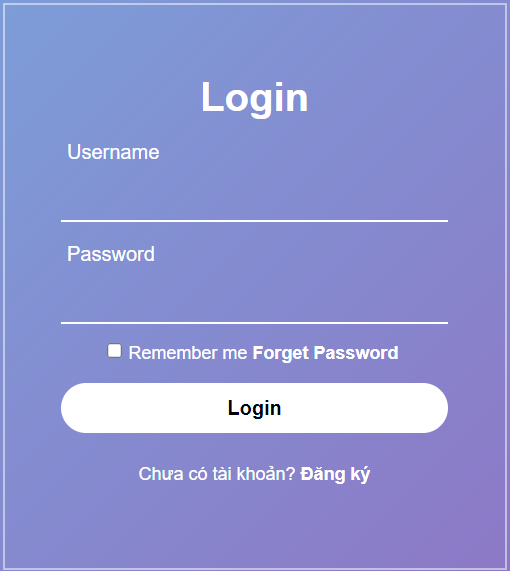 Login
Username
Password
Remember me Forget Password
Login
Chưa có tài khoản? Đăng ký